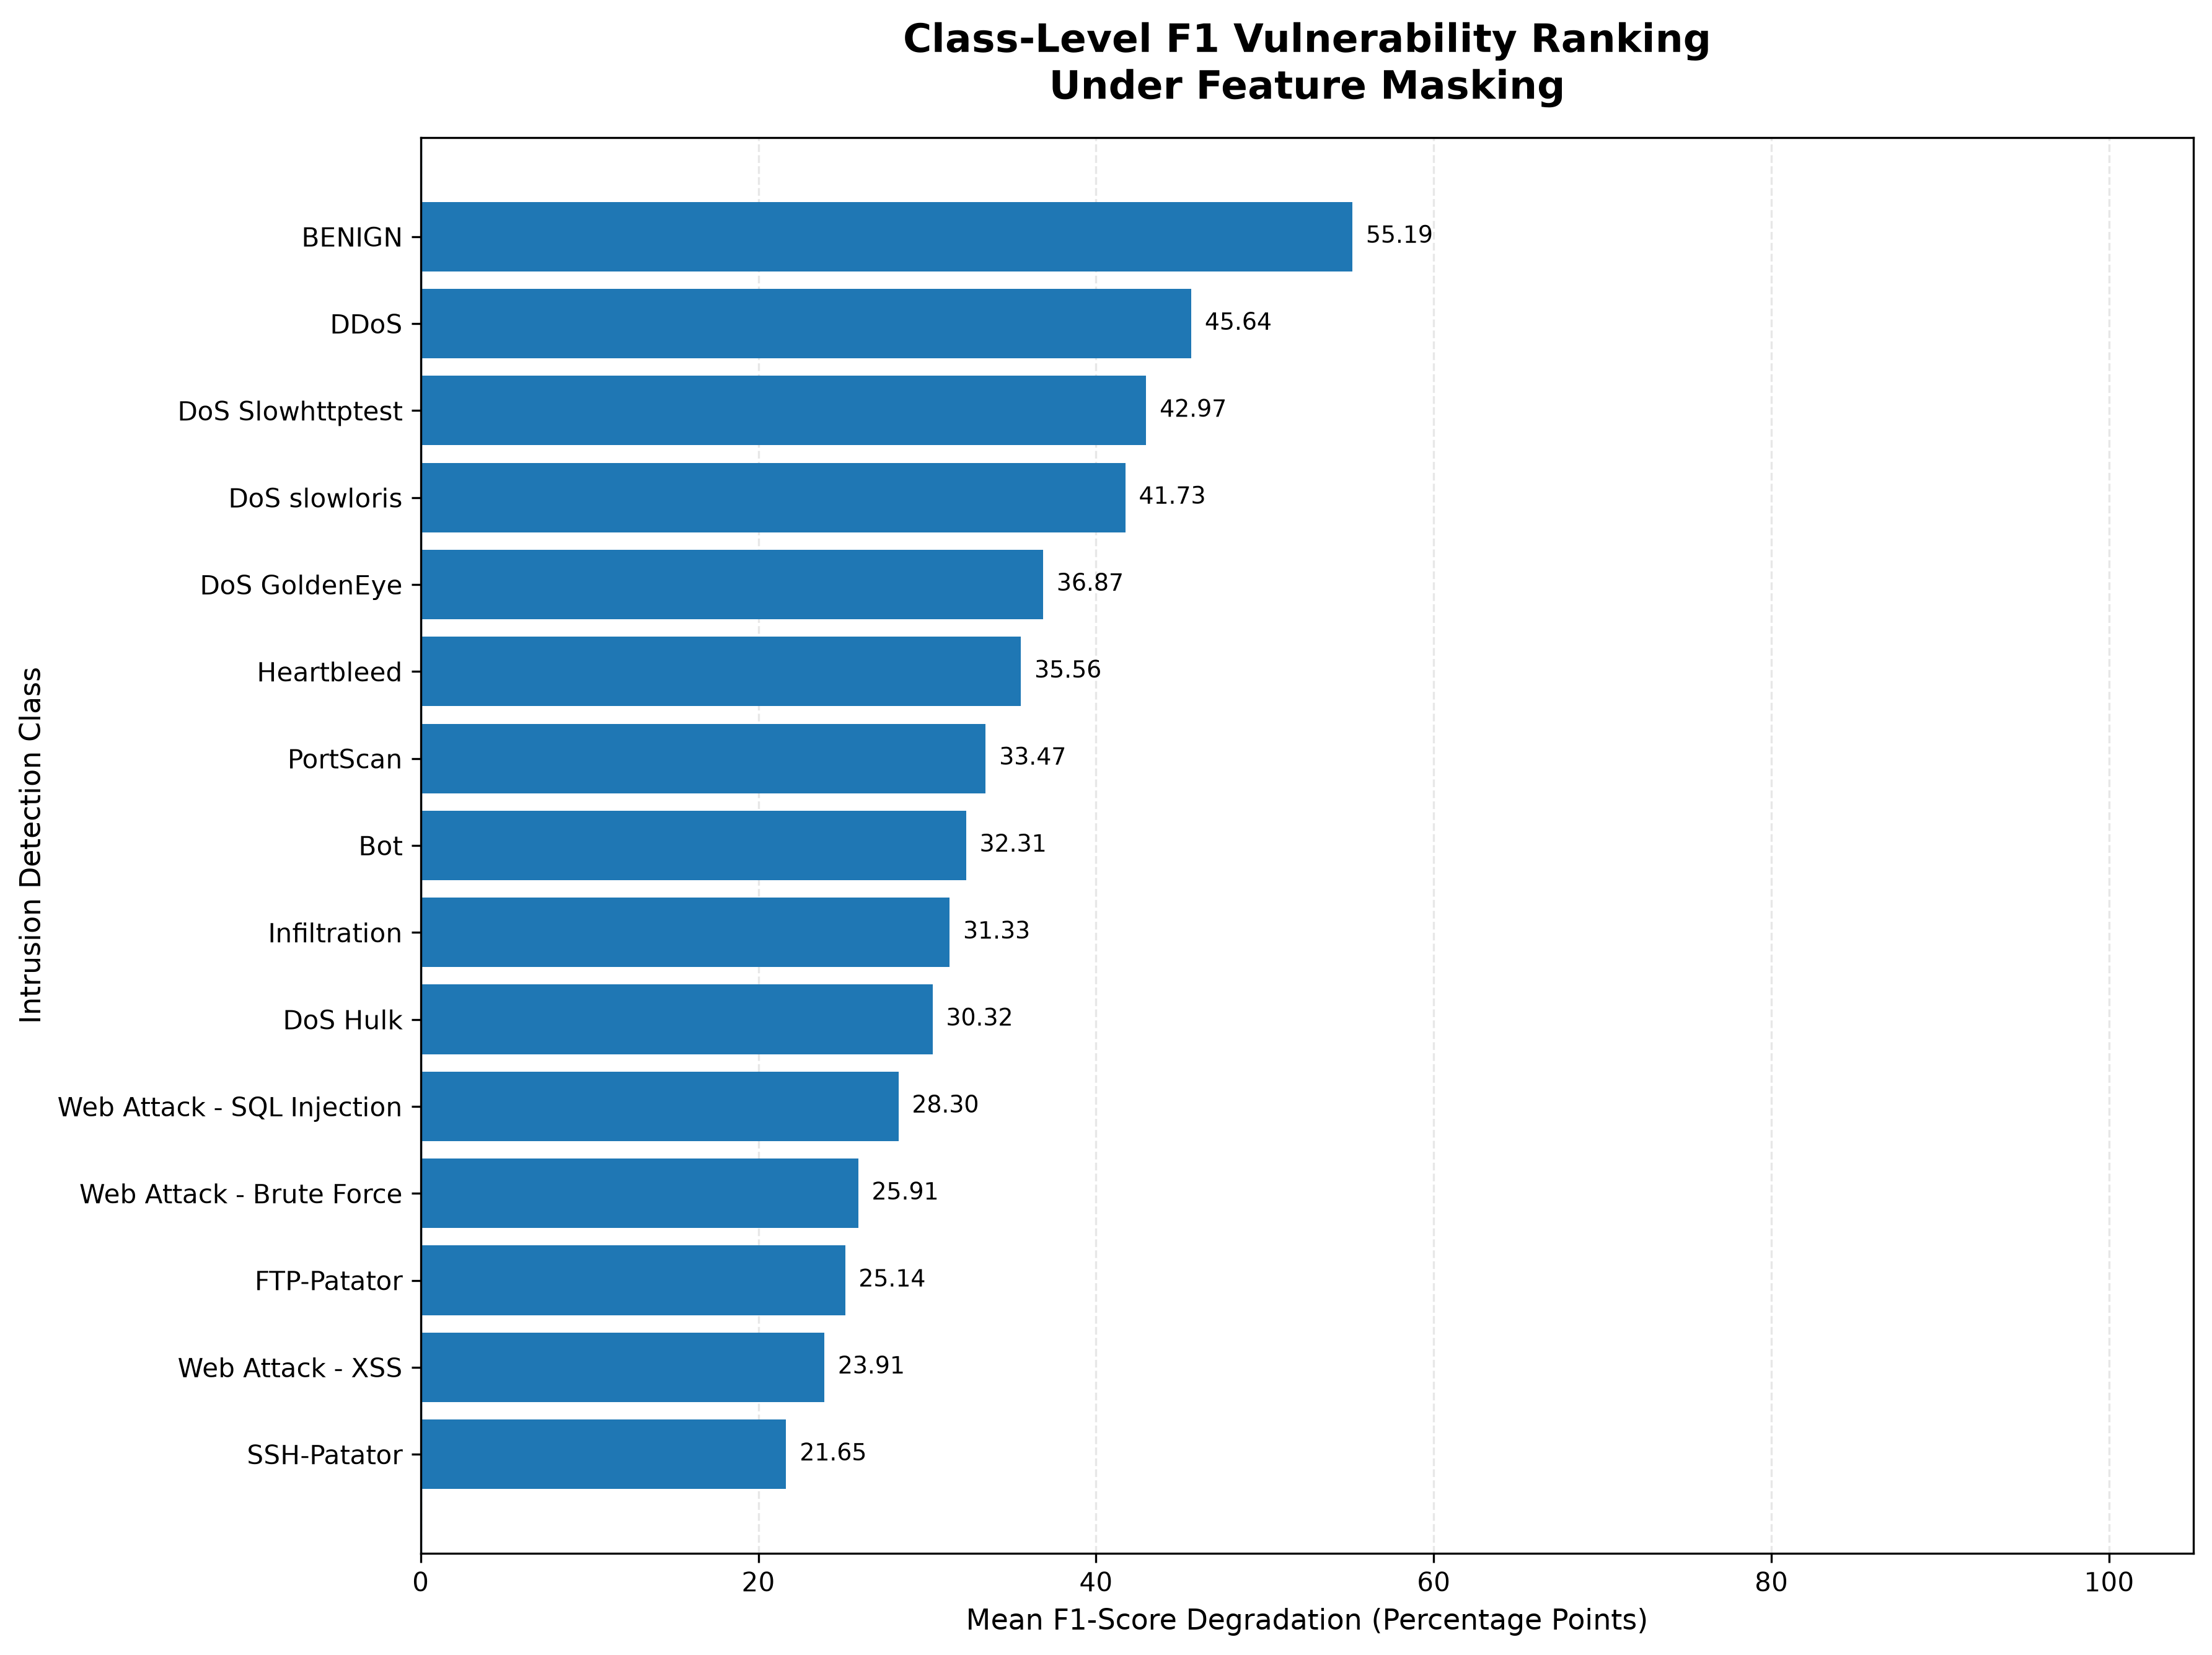 Class-Level F1 Vulnerability Ranking
Under Feature Masking
Intrusion Detection Class
BENIGN 55.19
DDoS 45.64
DoS Slowhttptest 42.97
DoS slowloris 41.73
DoS GoldenEye 36.87
Heartbleed 35.56
PortScan 33.47
Bot 32.31
Infiltration 31.33
DoS Hulk 30.32
Web Attack - SQL Injection 28.30
Web Attack - Brute Force 25.91
FTP-Patator 25.14
Web Attack - XSS 23.91
SSH-Patator 21.65
0 20 40 60 80 100
Mean F1-Score Degradation (Percentage Points)